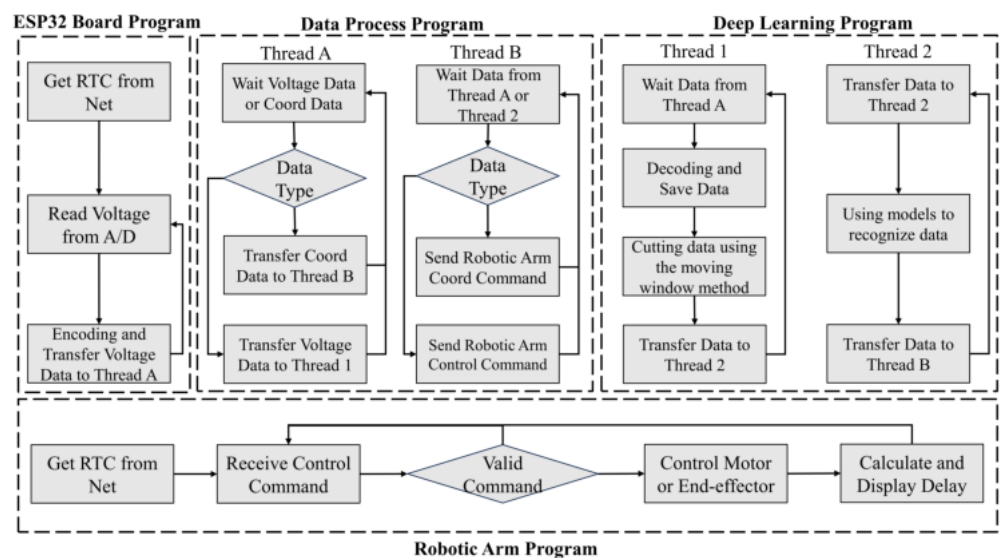 ESP32 Board Program
Get RTC from
Net
Read Voltage
from A/D
Encoding and
Transfer Voltage
Data to Thread A
Data Process Program
Thread A
Wait Voltage Data
or Coord Data
Data
Type
Transfer Coord
Data to Thread B
Transfer Voltage
Data to Thread 1
Thread B
Wait Data from
Thread A or
Thread 2
Data
Type
Send Robotic Arm
Coord Command
Send Robotic Arm
Control Command
Deep Learning Program
Thread 1
Wait Data from
Thread A
Decoding and
Save Data
Cutting data using
the moving
window method
Transfer Data to
Thread 2
Thread 2
Transfer Data to
Thread 2
Using models to
recognize data
Transfer Data to
Thread B
Get RTC from
Net
Receive Control
Command
Valid
Command
Control Motor
or End-effector
Calculate and
Display Delay
Robotic Arm Program